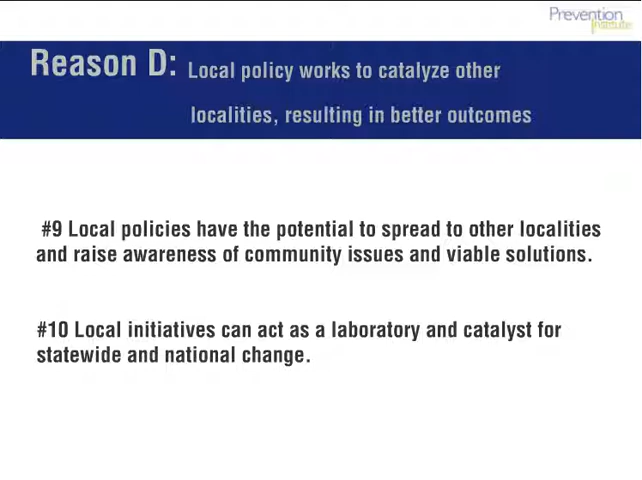 Prevention
Institute
Reason D: Local policy works to catalyze other
localities, resulting in better outcomes
#9 Local policies have the potential to spread to other localities
and raise awareness of community issues and viable solutions.
#10 Local initiatives can act as a laboratory and catalyst for
statewide and national change.